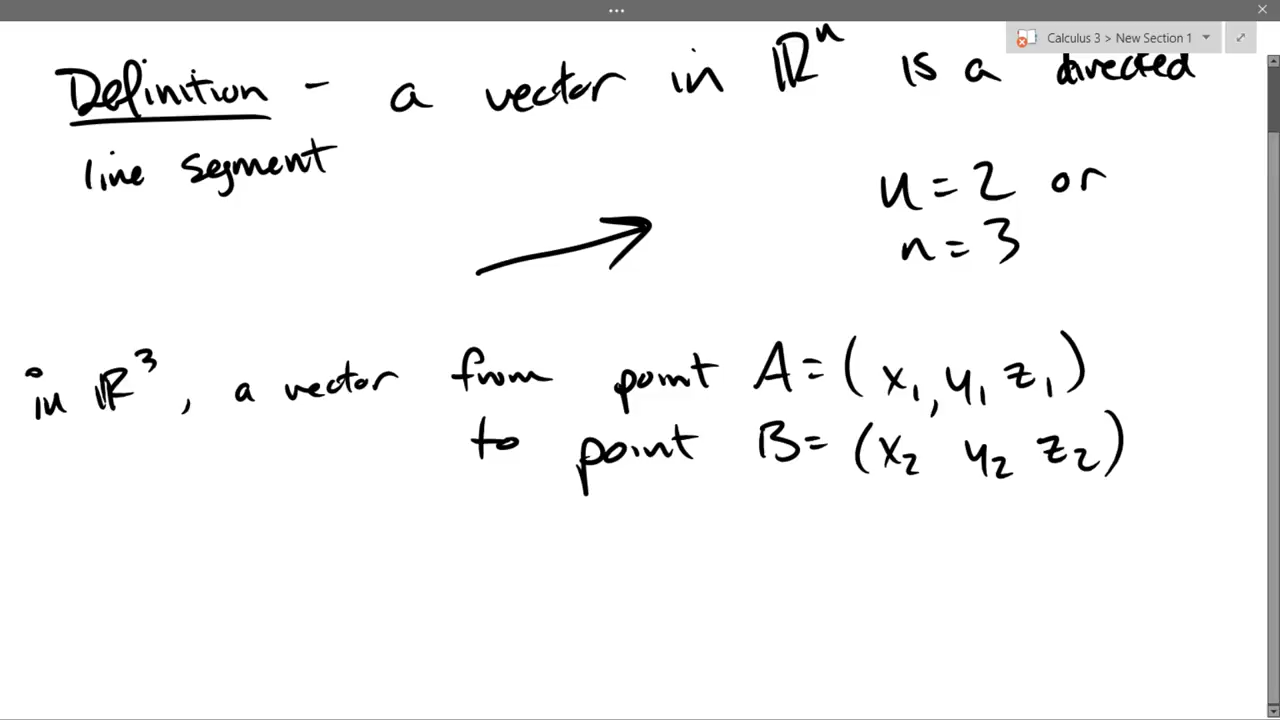 Calculus 3 > New Section 1
Definition - a vector in ℝⁿ is a directed
line segment
n = 2 or
n = 3
in ℝ³, a vector from point A = (x₁, y₁ z₁)
to point B = (x₂ y₂ z₂)